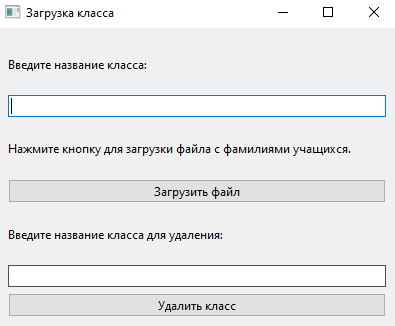 Загрузка класса
Введите название класса:
Нажмите кнопку для загрузки файла с фамилиями учащихся.
Загрузить файл
Введите название класса для удаления:
Удалить класс